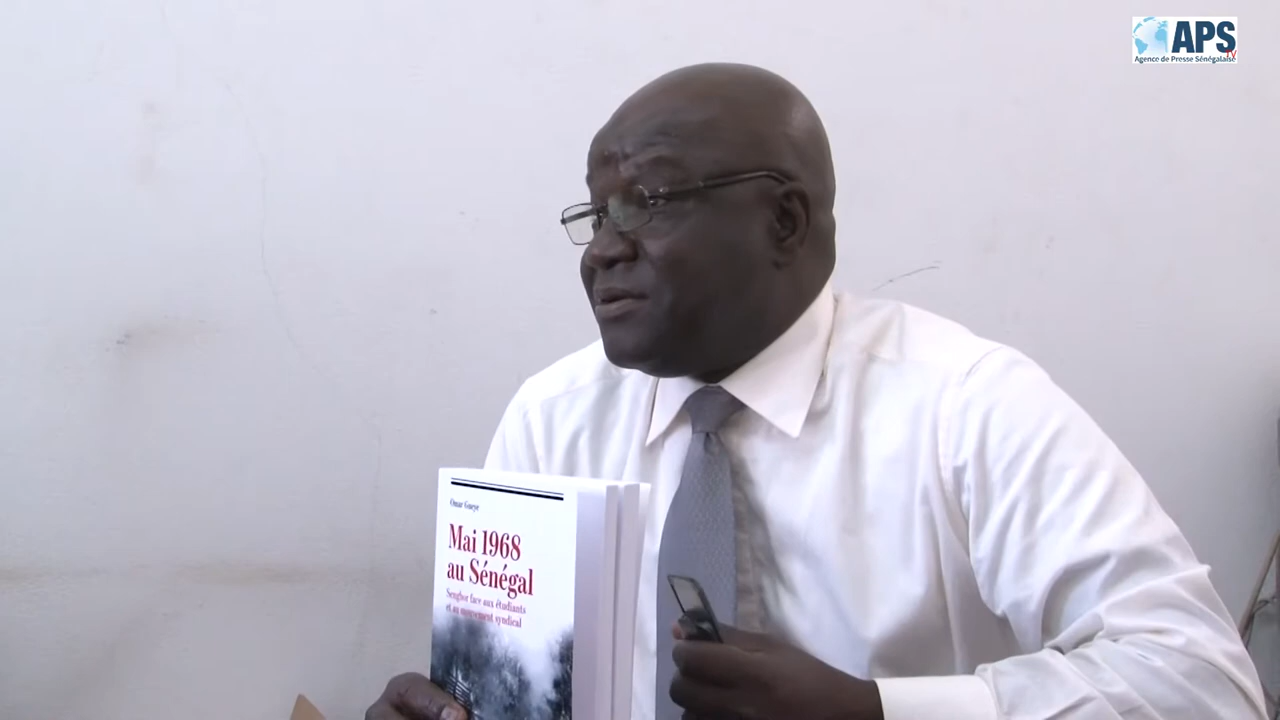 APS
TV
Agence de Presse Sénégalaise
Omar Gueye
Mai 1968
au Sénégal
Senghor face aux étudiants
et au mouvement syndical